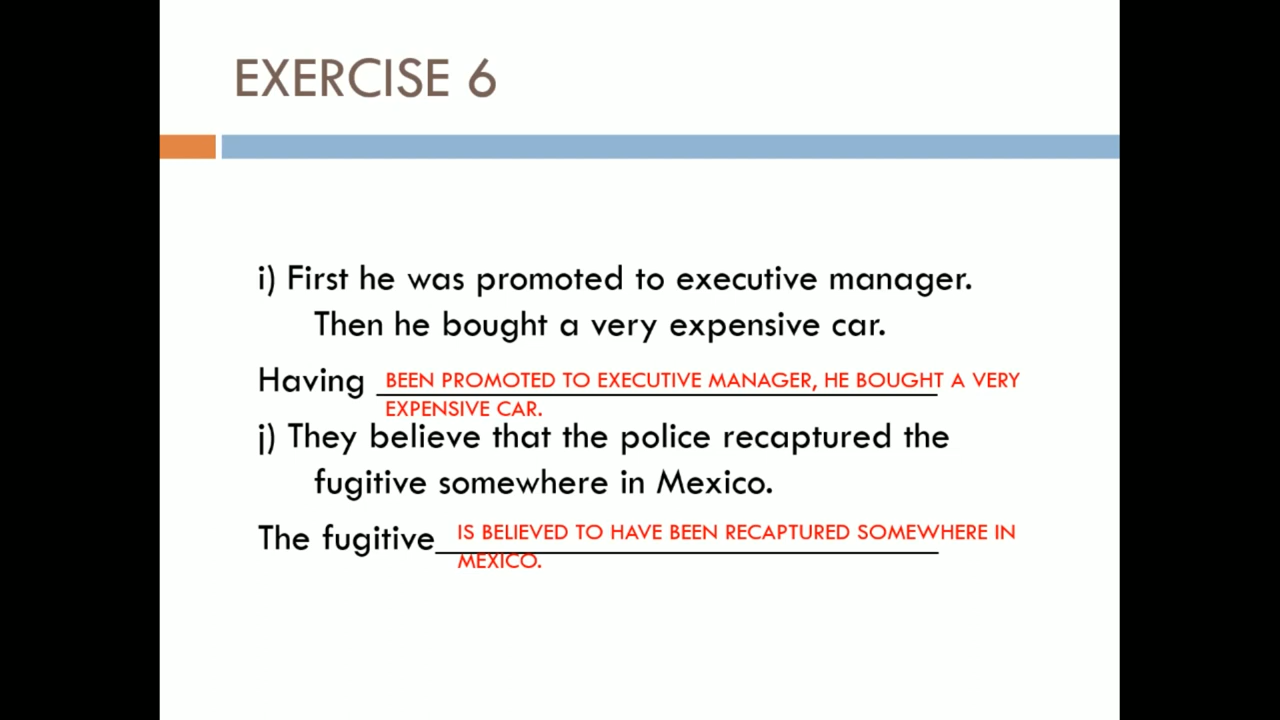 EXERCISE 6
i) First he was promoted to executive manager.
Then he bought a very expensive car.
Having BEEN PROMOTED TO EXECUTIVE MANAGER, HE BOUGHT A VERY
EXPENSIVE CAR.
j) They believe that the police recaptured the
fugitive somewhere in Mexico.
The fugitive IS BELIEVED TO HAVE BEEN RECAPTURED SOMEWHERE IN
MEXICO.